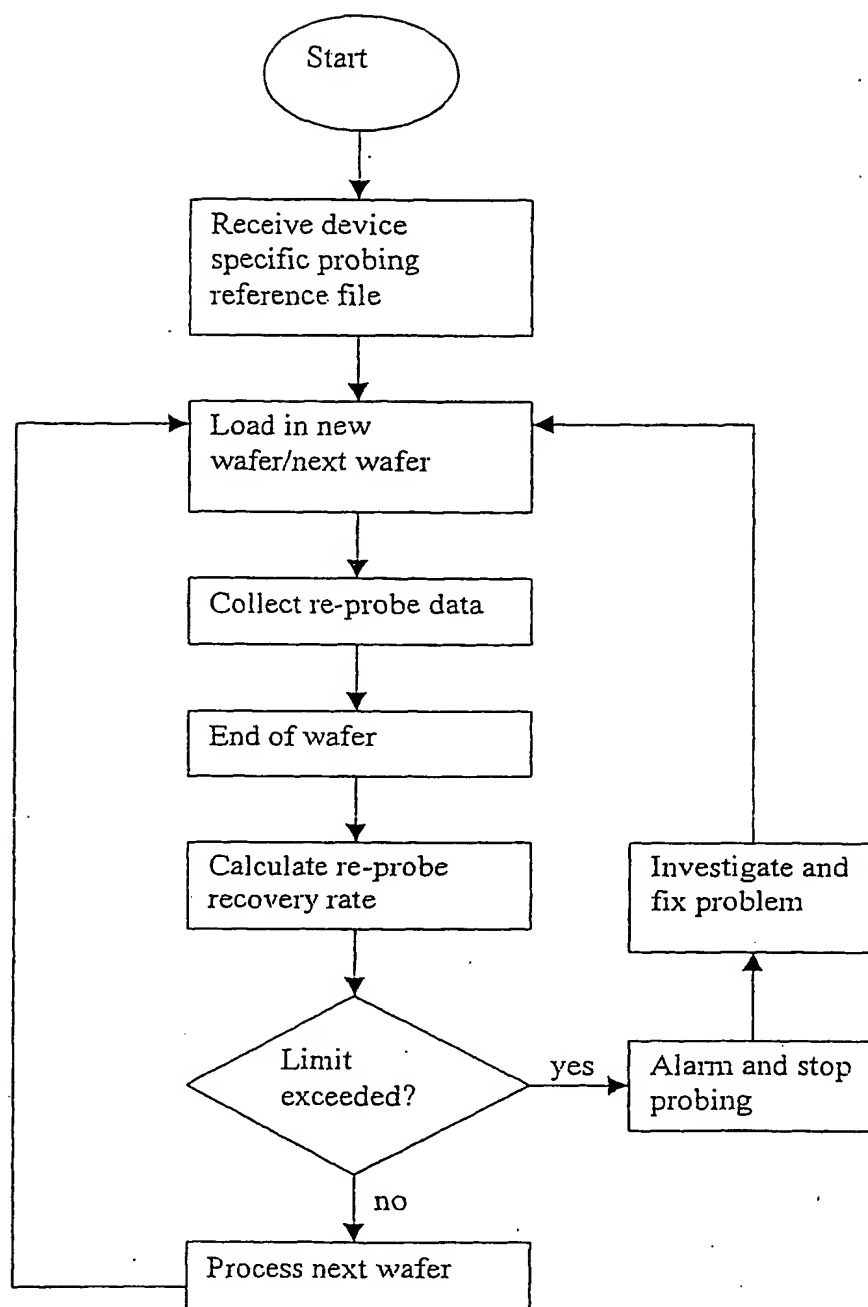 Start
Receive device
specific probing
reference file
Load in new
wafer/next wafer
Collect re-probe data
End of wafer
Calculate re-probe
recovery rate
Investigate and
fix problem
Limit
exceeded?
yes
Alarm and stop
probing
no
Process next wafer